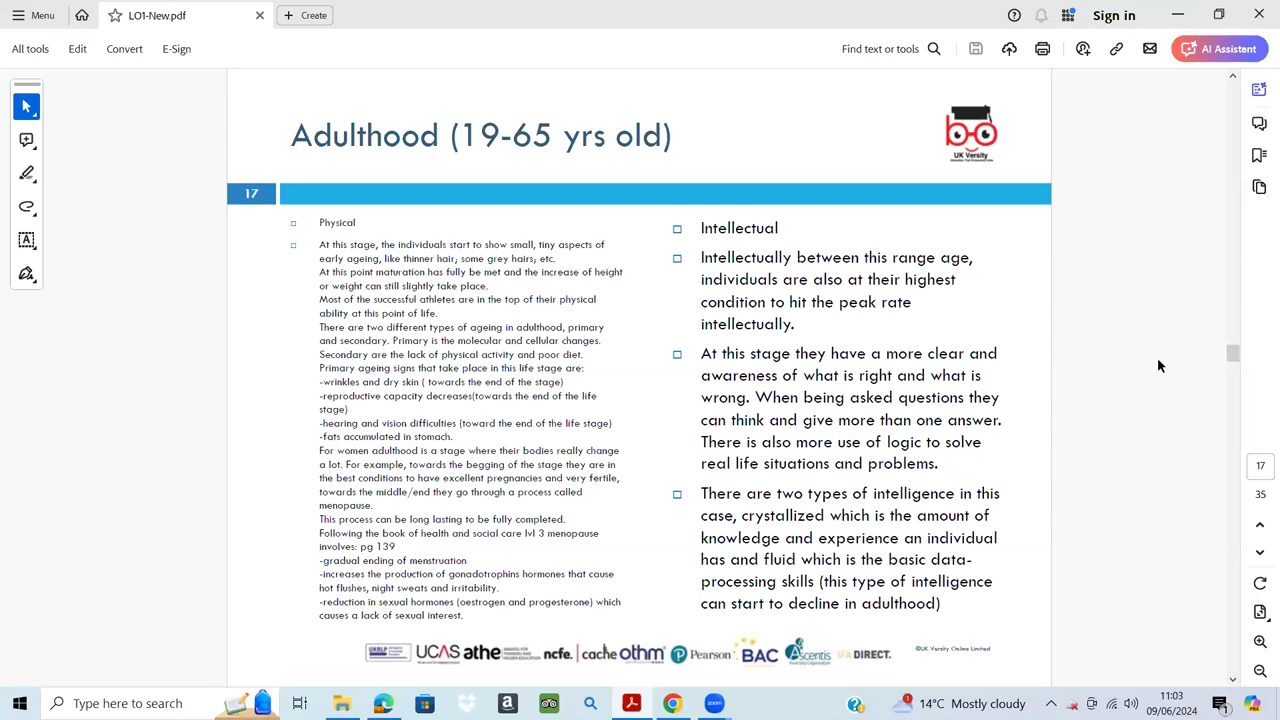 Menu
LO1-New.pdf
Create
Sign in
All tools
Edit
Convert
E-Sign
Find text or tools
AI Assistant
Adulthood (19-65 yrs old)
UK Versity
17
Physical
At this stage, the individuals start to show small, tiny aspects of
early ageing, like thinner hair; some grey hairs; etc.
At this point maturation has fully be met and the increase of height
or weight can still slightly take place.
Most of the successful athletes are in the top of their physical
ability at this point of life.
There are two different types of ageing in adulthood, primary
and secondary. Primary is the molecular and cellular changes.
Secondary are the lack of physical activity and poor diet.
Primary ageing signs that take place in this life stage are:
-wrinkles and dry skin ( towards the end of the stage)
-reproductive capacity decreases(towards the end of the life
stage)
-hearing and vision difficulties (toward the end of the life stage)
-fats accumulated in stomach.
For women adulthood is a stage where their bodies really change
a lot. For example, towards the begging of the stage they are in
the best conditions to have excellent pregnancies and very fertile,
towards the middle/end they go through a process called
menopause.
This process can be long lasting to be fully completed.
Following the book of health and social care lvl 3 menopause
involves: pg 139
-gradual ending of menstruation
-increases the production of gonadotrophins hormones that cause
hot flushes, night sweats and irritability.
-reduction in sexual hormones (oestrogen and progesterone) which
causes a lack of sexual interest.
Intellectual
Intellectually between this range age,
individuals are also at their highest
condition to hit the peak rate
intellectually.
At this stage they have a more clear and
awareness of what is right and what is
wrong. When being asked questions they
can think and give more than one answer.
There is also more use of logic to solve
real life situations and problems.
There are two types of intelligence in this
case, crystallized which is the amount of
knowledge and experience an individual
has and fluid which is the basic data-
processing skills (this type of intelligence
can start to decline in adulthood)
UKRLP
UCAS
athe
ncfe.
cache
othm
Pearson
BAC
Ascentis
IFA DIRECT.
©UK Versity Online Limited
17
35
Type here to search
14°C Mostly cloudy
11:03
09/06/2024